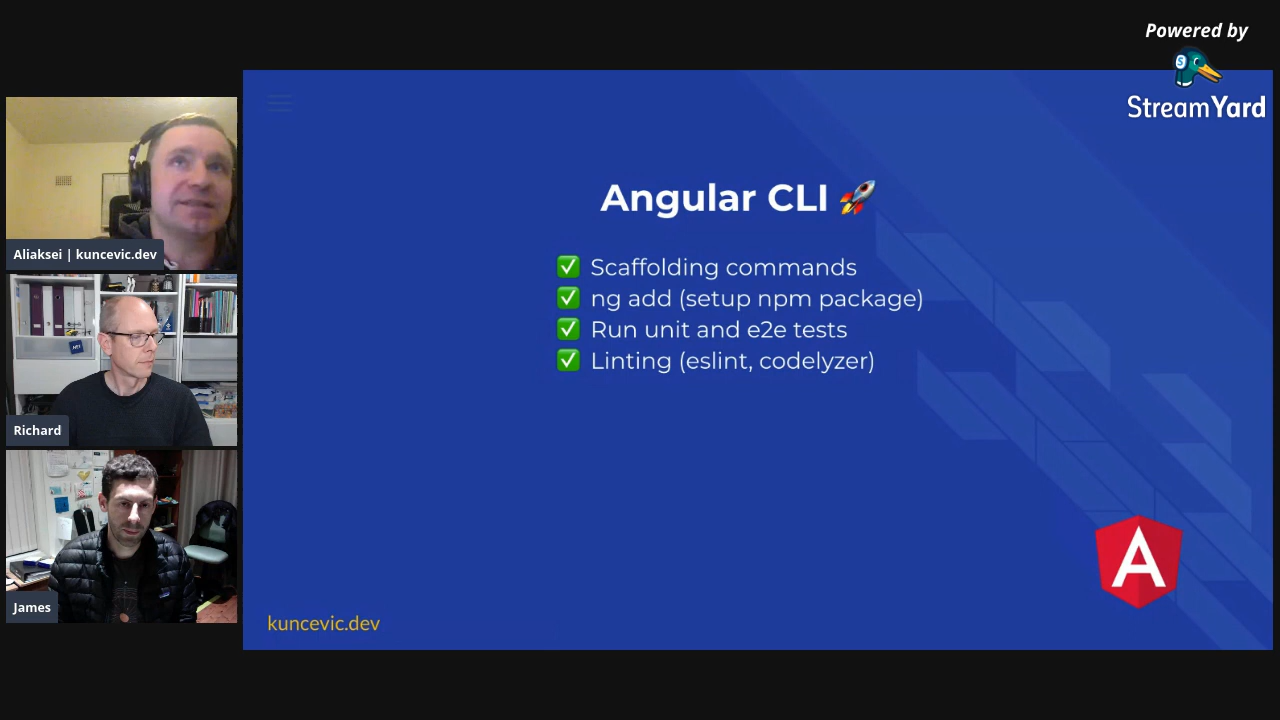 Powered by
StreamYard
Aliaksei | kuncevic.dev
Richard
James
Angular CLI 🚀
✅ Scaffolding commands
✅ ng add (setup npm package)
✅ Run unit and e2e tests
✅ Linting (eslint, codelyzer)
A
kuncevic.dev